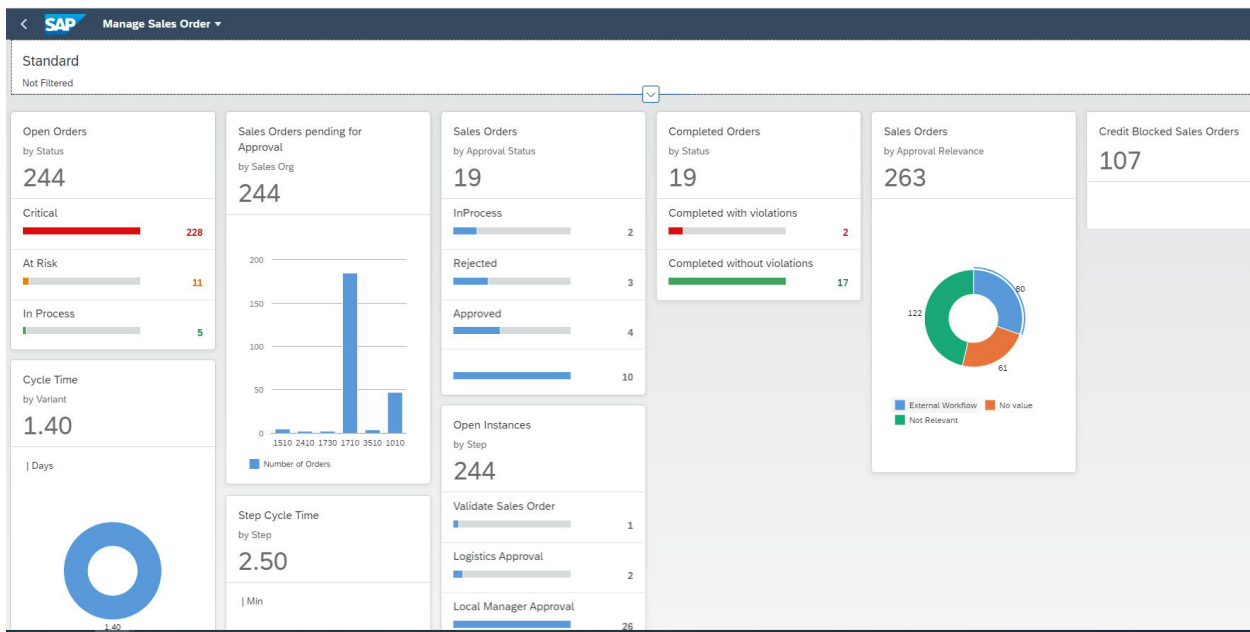 SAP Manage Sales Order
Standard
Not Filtered
Open Orders
by Status
244
Critical
228
At Risk
11
In Process
5
Cycle Time
by Variant
1.40
| Days
1.40
Sales Orders pending for
Approval
by Sales Org
244
200
150
100
50
0
1510 2410 1730 1710 3510 1010
Number of Orders
Step Cycle Time
by Step
2.50
| Min
Sales Orders
by Approval Status
19
InProcess
2
Rejected
3
Approved
4
10
Open Instances
by Step
244
Validate Sales Order
1
Logistics Approval
2
Local Manager Approval
26
Completed Orders
by Status
19
Completed with violations
2
Completed without violations
17
Sales Orders
by Approval Relevance
263
80
122
61
External Workflow No value
Not Relevant
Credit Blocked Sales Orders
107